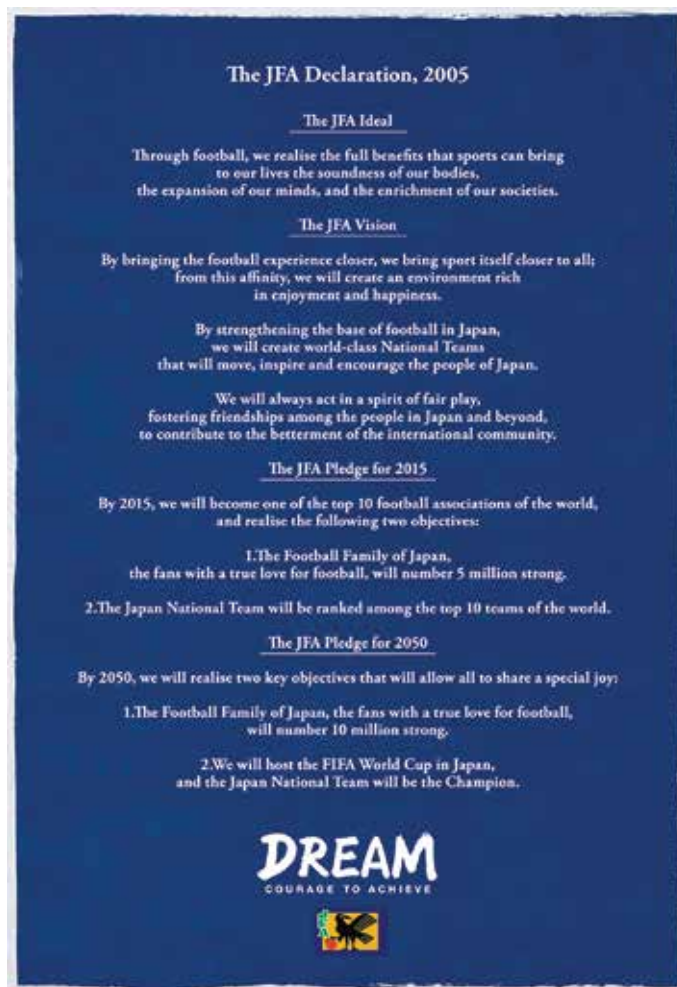 The JFA Declaration, 2005
The JFA Ideal
Through football, we realise the full benefits that sports can bring
to our lives the soundness of our bodies,
the expansion of our minds, and the enrichment of our societies.
The JFA Vision
By bringing the football experience closer, we bring sport itself closer to all;
from this affinity, we will create an environment rich
in enjoyment and happiness.
By strengthening the base of football in Japan,
we will create world-class National Teams
that will move, inspire and encourage the people of Japan.
We will always act in a spirit of fair play,
fostering friendships among the people in Japan and beyond,
to contribute to the betterment of the international community.
The JFA Pledge for 2015
By 2015, we will become one of the top 10 football associations of the world,
and realise the following two objectives:
1.The Football Family of Japan,
the fans with a true love for football, will number 5 million strong.
2.The Japan National Team will be ranked among the top 10 teams of the world.
The JFA Pledge for 2050
By 2050, we will realise two key objectives that will allow all to share a special joy:
1.The Football Family of Japan, the fans with a true love for football,
will number 10 million strong.
2.We will host the FIFA World Cup in Japan,
and the Japan National Team will be the Champion.
DREAM
COURAGE TO ACHIEVE